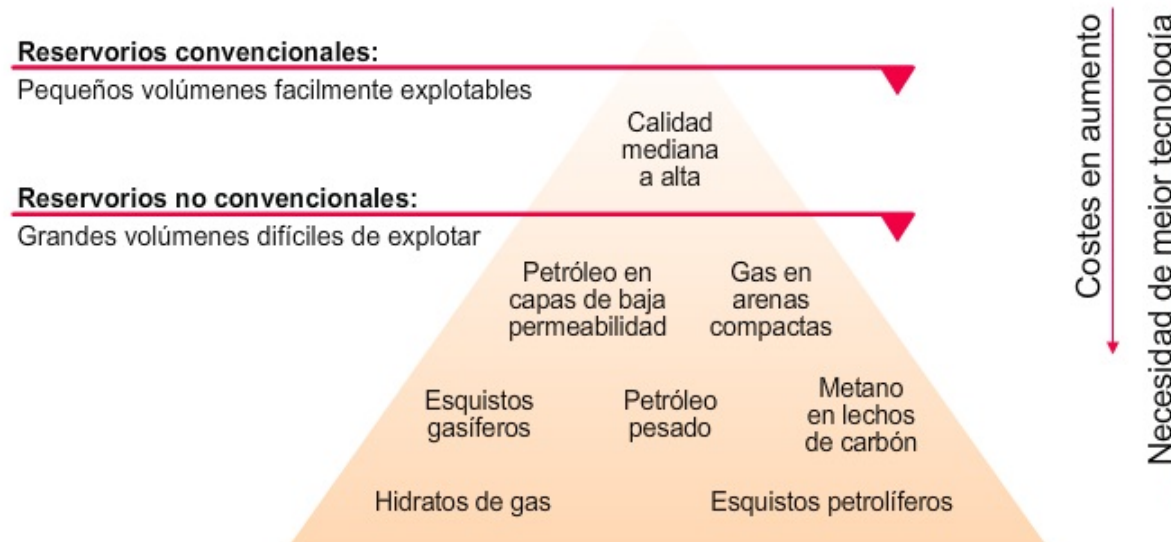 Reservorios convencionales:
Pequeños volúmenes facilmente explotables
Calidad
mediana
a alta
Reservorios no convencionales:
Grandes volúmenes difíciles de explotar
Petróleo en
capas de baja
permeabilidad
Gas en
arenas
compactas
Esquistos
gasíferos
Petróleo
pesado
Metano
en lechos
de carbón
Hidratos de gas
Esquistos petrolíferos
Costes en aumento
Necesidad de mejor tecnología